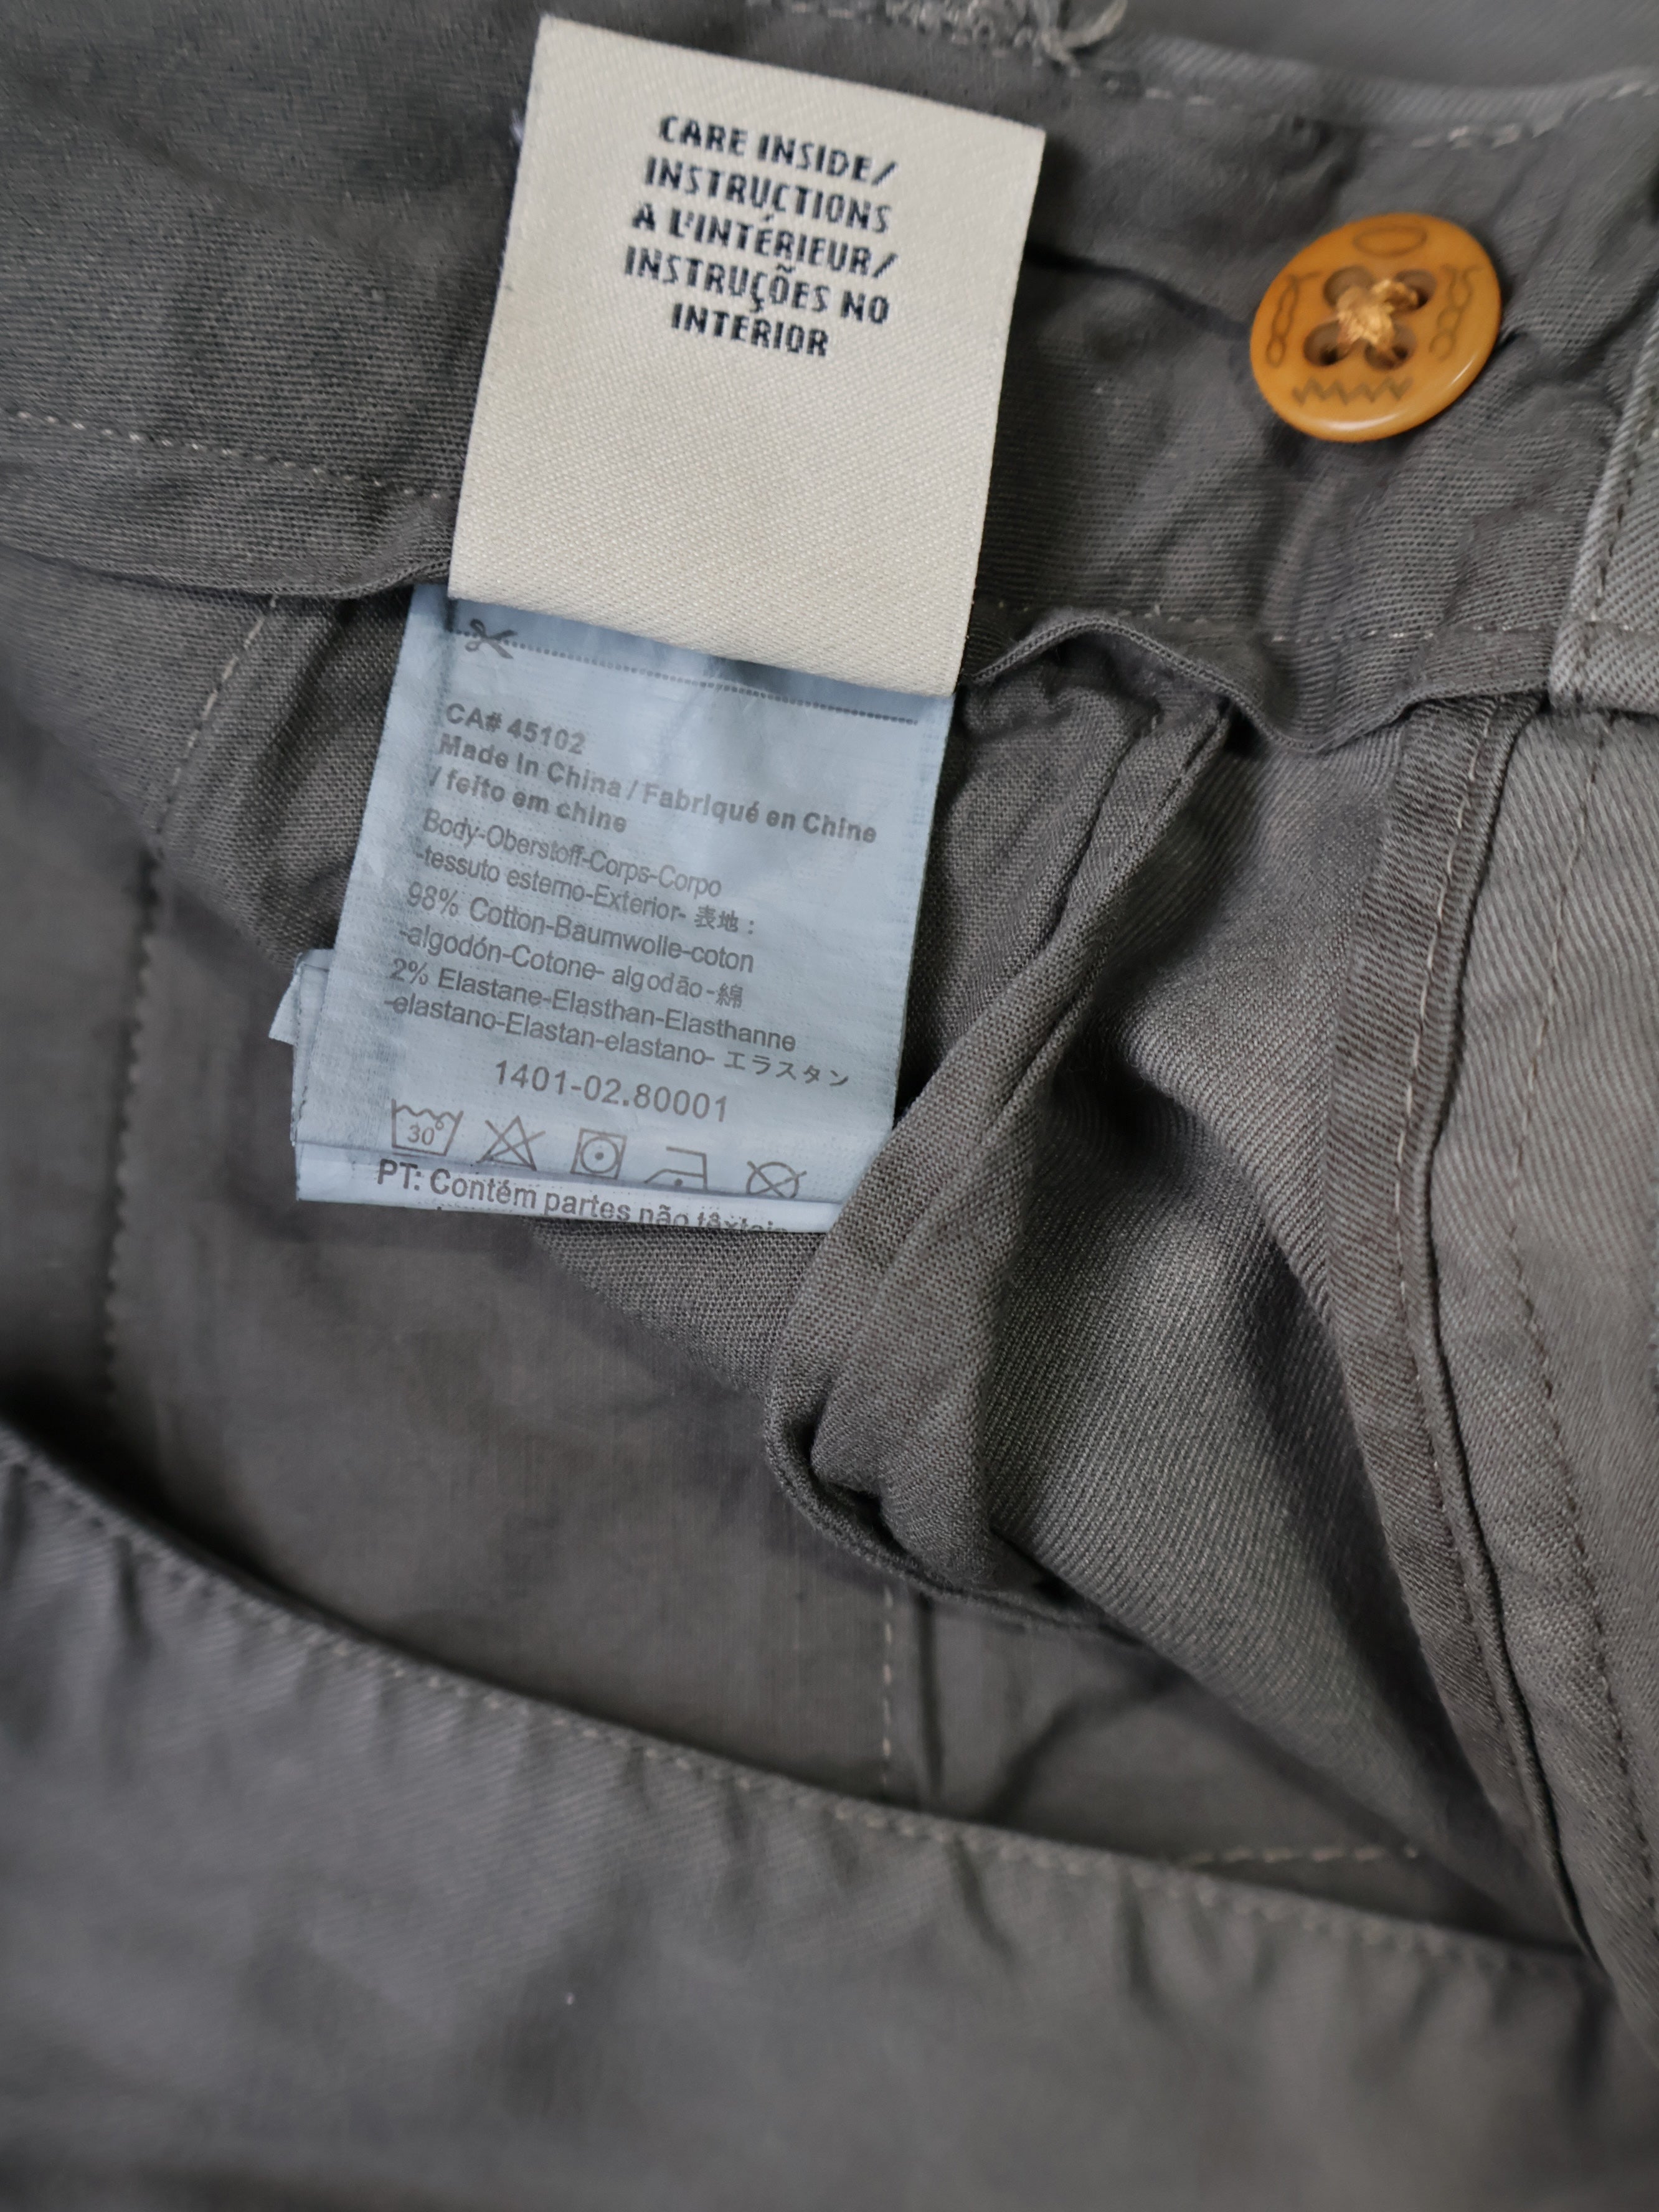 CARE INSIDE/
INSTRUCTIONS
A L'INTÉRIEUR/
INSTRUÇÕES NO
INTERIOR
CA# 45102
Made in China / Fabriqué en Chine
/ feito em chine
Body-Oberstoff-Corps-Corpo
-tessuto esterno-Exterior- 表地 :
98% Cotton-Baumwolle-coton
-algodón-Cotone- algodão-綿
2% Elastane-Elasthan-Elasthanne
-elastano-Elastan-elastano- エラスタン
1401-02.80001
30
PT: Contém partes não têxteis